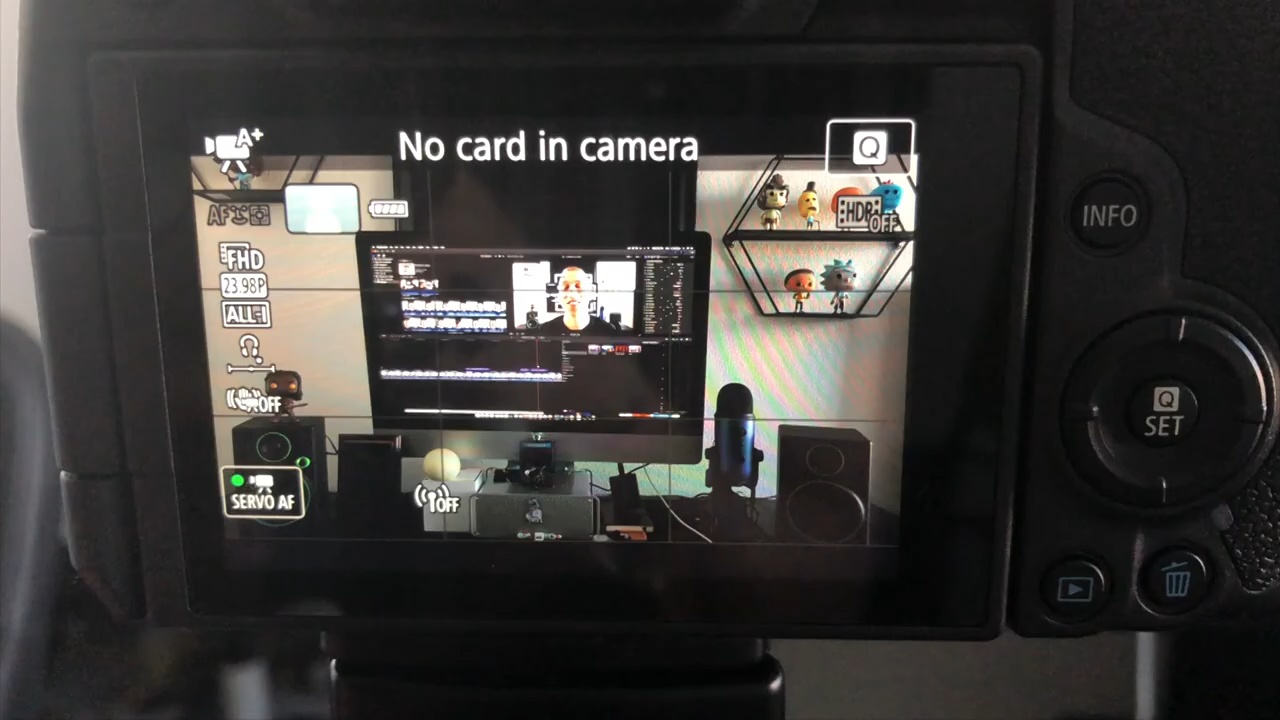 A+
No card in camera
Q
INFO
AF
HDR
OFF
FHD
23.98P
ALL-I
OFF
Q
SET
SERVO AF
OFF